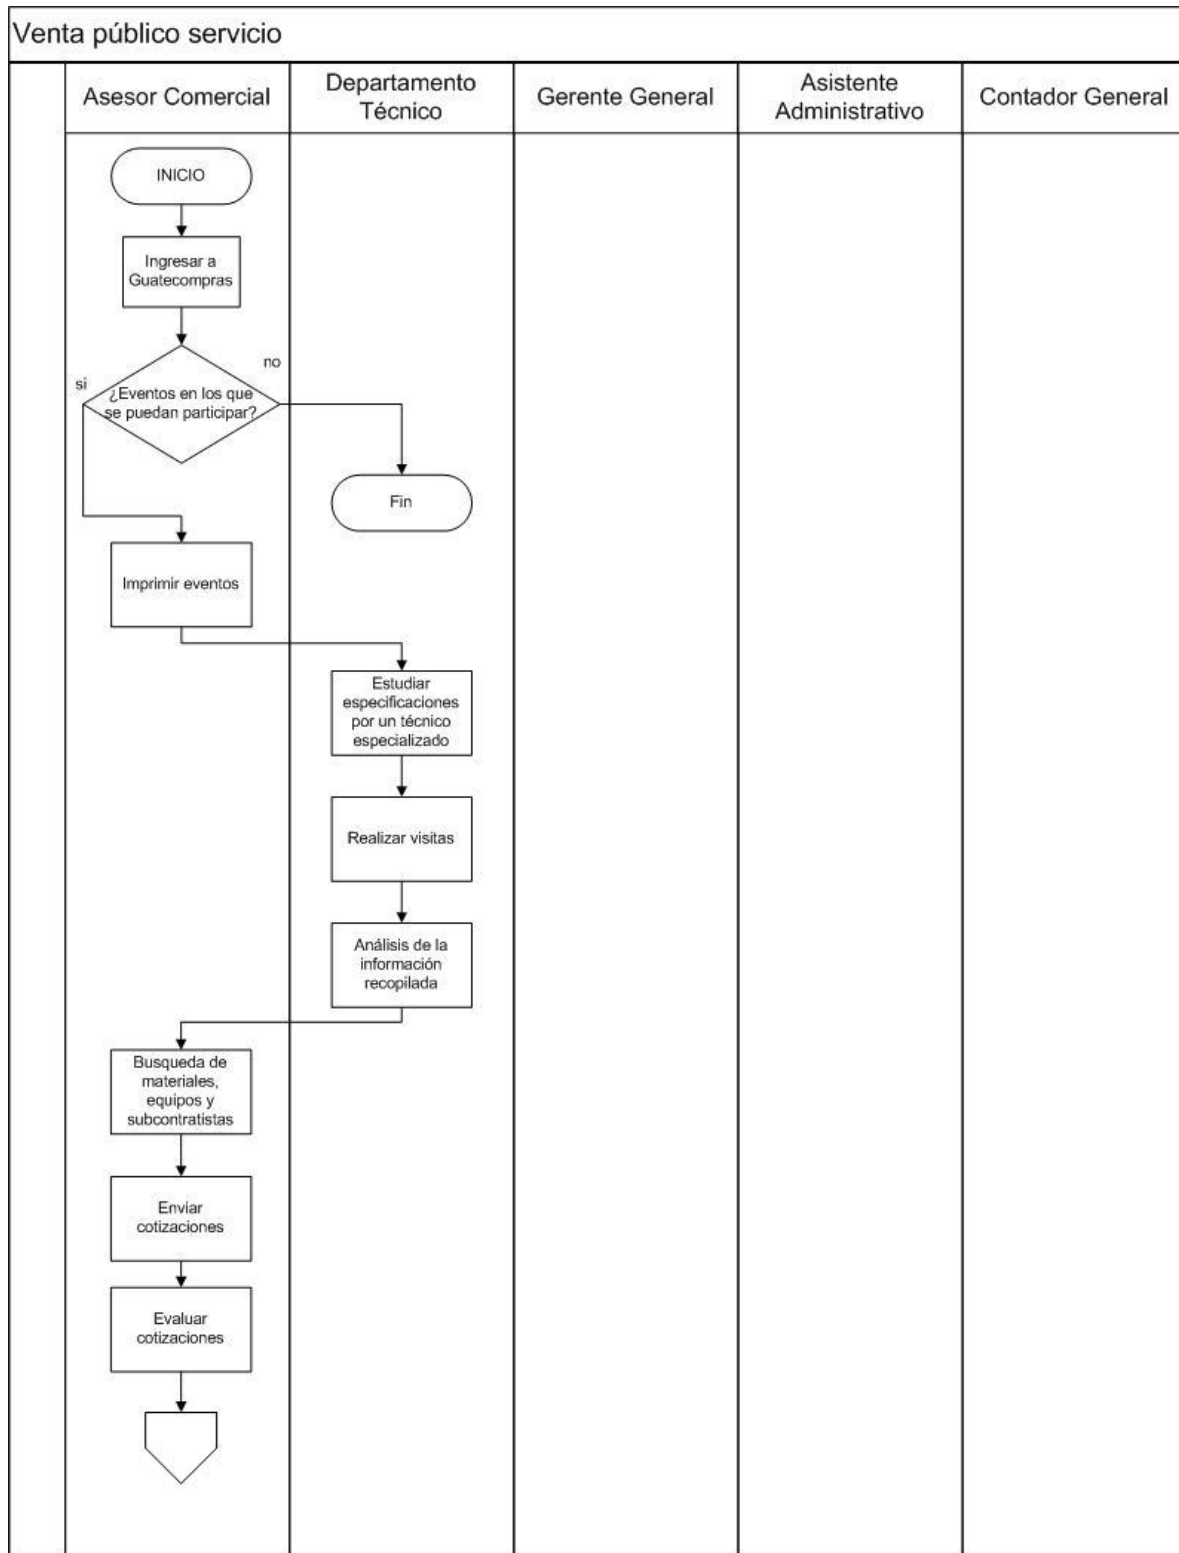 Venta público servicio
Asesor Comercial
Departamento
Técnico
Gerente General
Asistente
Administrativo
Contador General
INICIO
Ingresar a
Guatecompras
si
no
¿Eventos en los que
se puedan participar?
Fin
Imprimir eventos
Estudiar
especificaciones
por un técnico
especializado
Realizar visitas
Análisis de la
información
recopilada
Busqueda de
materiales,
equipos y
subcontratistas
Enviar
cotizaciones
Evaluar
cotizaciones